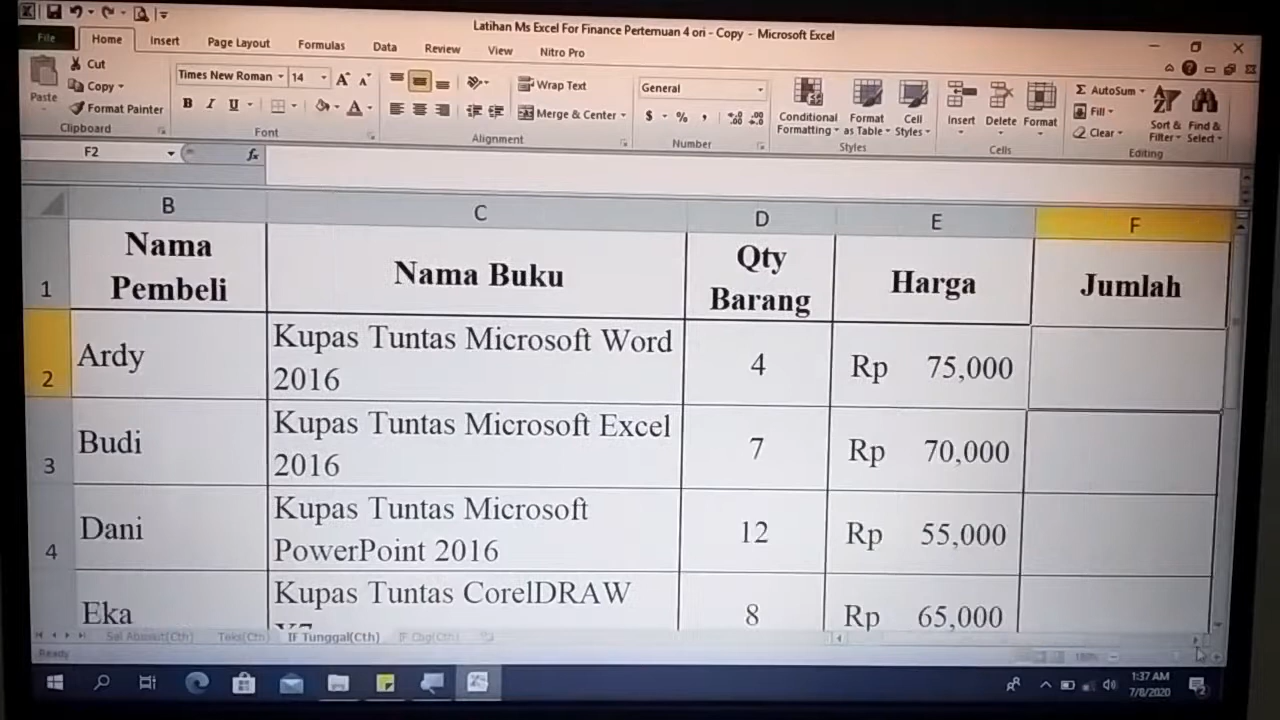 Latihan Ms Excel For Finance Pertemuan 4 ori - Copy - Microsoft Excel
File Home Insert Page Layout Formulas Data Review View Nitro Pro
Cut
Copy
Format Painter
Paste
Clipboard
Times New Roman 14 A A
B I U A
Font
Wrap Text
Merge & Center
Alignment
General
$ % ,
Number
Conditional Formatting
Format as Table
Cell Styles
Styles
Insert Delete Format
Cells
Σ AutoSum
Fill
Clear
Sort & Filter
Find & Select
Editing
F2 fx
B C D E F
1 Nama Pembeli Nama Buku Qty Barang Harga Jumlah
2 Ardy Kupas Tuntas Microsoft Word 2016 4 Rp 75,000
3 Budi Kupas Tuntas Microsoft Excel 2016 7 Rp 70,000
4 Dani Kupas Tuntas Microsoft PowerPoint 2016 12 Rp 55,000
Eka Kupas Tuntas CorelDRAW 8 Rp 65,000
Sel Absolut(Cth) Teks(Cth) IF Tunggal(Cth)
Ready
1:37 AM
7/8/2020